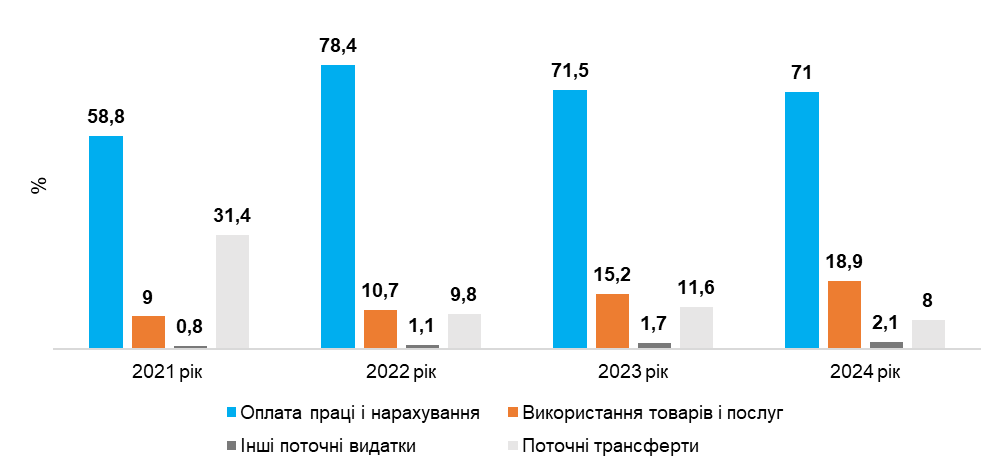 78,4
71,5
71
58,8
%
31,4
9
0,8
10,7
1,1
9,8
15,2
1,7
11,6
18,9
2,1
8
2021 рік
2022 рік
2023 рік
2024 рік
Оплата праці і нарахування
Використання товарів і послуг
Інші поточні видатки
Поточні трансферти